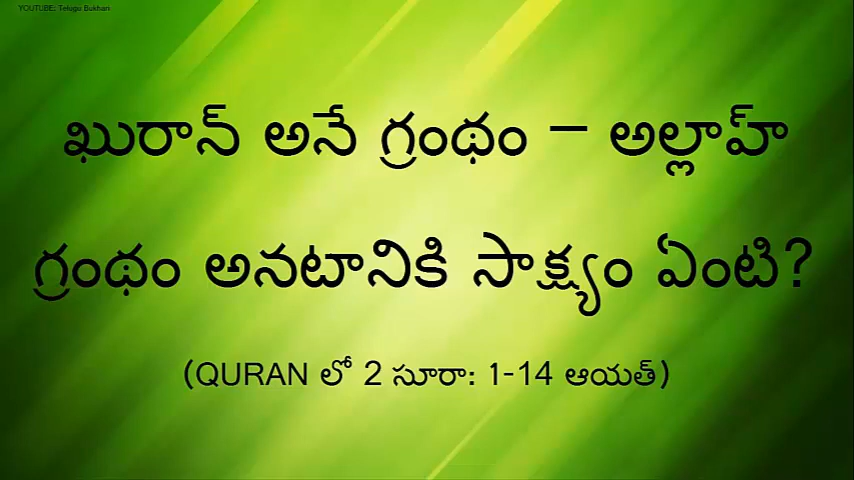 YOUTUBE: Telugu Bukhari
ఖురాన్ అనే గ్రంథం – అల్లాహ్
గ్రంథం అనటానికి సాక్ష్యం ఏంటి?
(QURAN లో 2 సూరా: 1-14 ఆయత్)